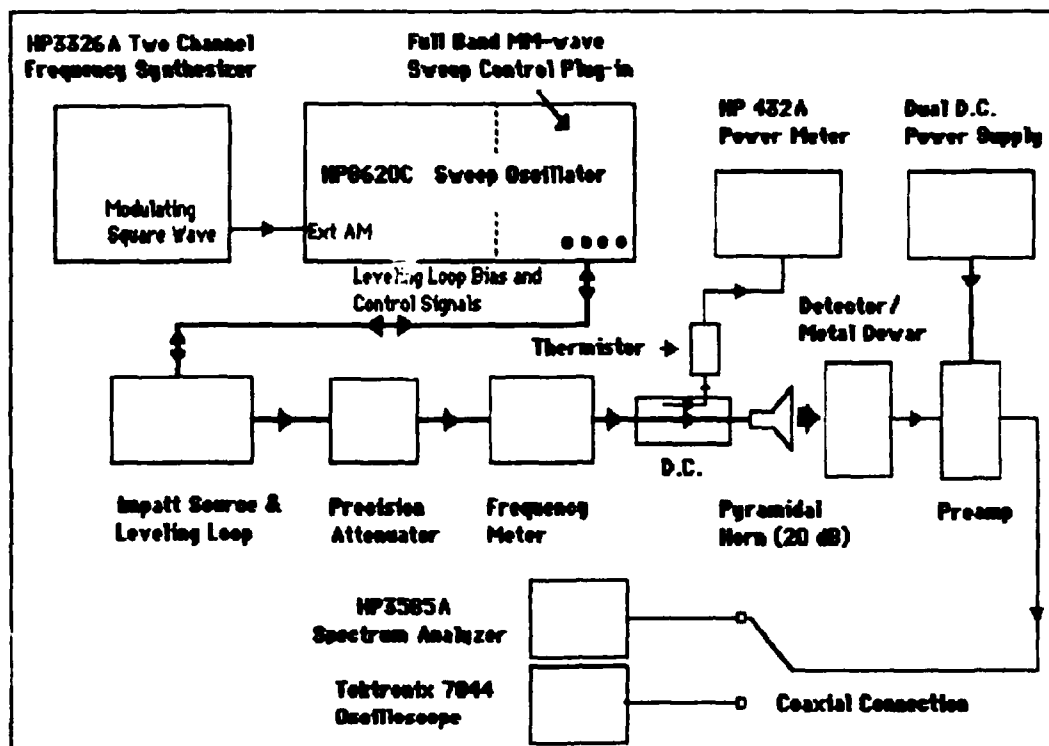 HP3326A Two Channel
Frequency Synthesizer
Full Band MM-wave
Sweep Control Plug-in
HP 432A
Power Meter
Dual D.C.
Power Supply
HP8620C Sweep Oscillator
Modulating
Square Wave
Ext AM
Leveling Loop Bias and
Control Signals
Thermistor
Detector/
Metal Dewar
D.C.
Impatt Source &
Leveling Loop
Precision
Attenuator
Frequency
Meter
Pyramidal
Horn (20 dB)
Preamp
HP3585A
Spectrum Analyzer
Tektronix 7844
Oscilloscope
Coaxial Connection